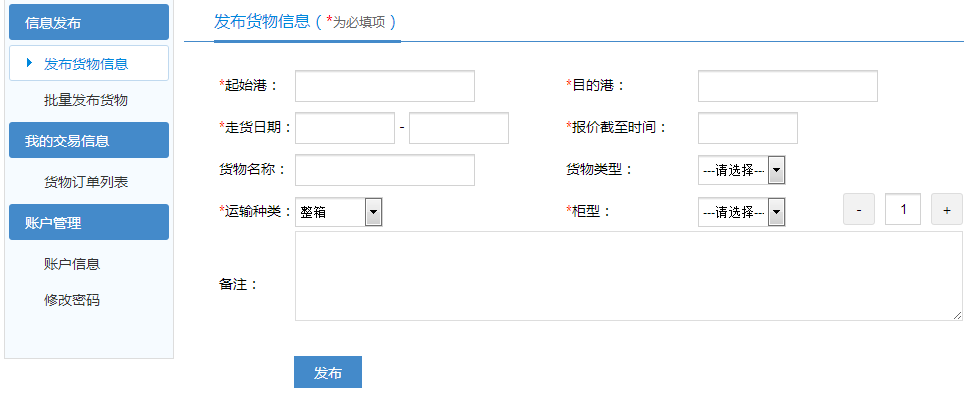 信息发布
发布货物信息
批量发布货物
我的交易信息
货物订单列表
账户管理
账户信息
修改密码
发布货物信息（*为必填项）
*起始港： *目的港：
*走货日期： - *报价截至时间：
货物名称： 货物类型： ---请选择---
*运输种类： 整箱 *柜型： ---请选择--- - 1 +
备注：
发布